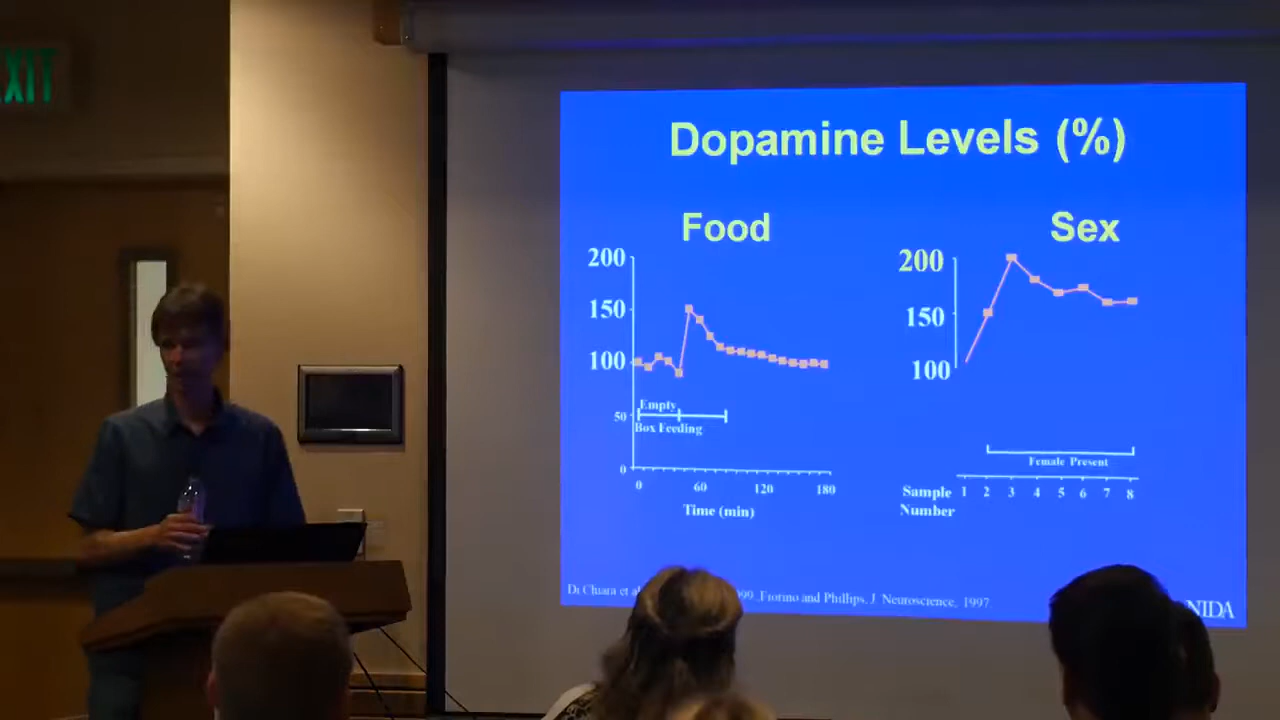 EXIT
Dopamine Levels (%)
Food
200
150
100
50
0
Empty
Box Feeding
0 60 120 180
Time (min)
Sex
200
150
100
Female Present
Sample Number 1 2 3 4 5 6 7 8
Di Chiara et al 99 ,Fiorino and Phillips, J. Neuroscience, 1997
NIDA